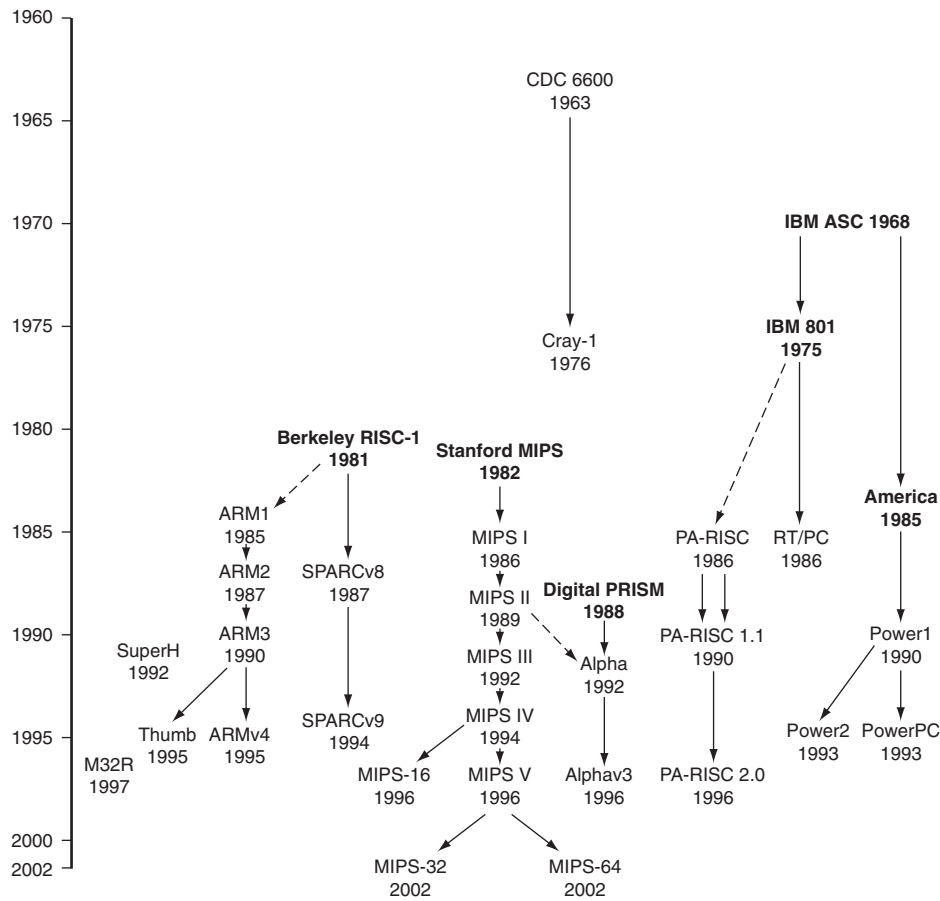 1960
CDC 6600
1963
1965
1970
IBM ASC 1968
1975
IBM 801
1975
Cray-1
1976
1980
Berkeley RISC-1
1981
Stanford MIPS
1982
America
1985
ARM1
1985
1985
MIPS I
1986
PA-RISC
1986
RT/PC
1986
ARM2
1987
SPARCv8
1987
MIPS II
1989
Digital PRISM
1988
1990
ARM3
1990
PA-RISC 1.1
1990
Power1
1990
SuperH
1992
MIPS III
1992
Alpha
1992
1995
Thumb
1995
ARMv4
1995
SPARCv9
1994
MIPS IV
1994
Power2
1993
PowerPC
1993
M32R
1997
MIPS-16
1996
MIPS V
1996
Alphav3
1996
PA-RISC 2.0
1996
2000
2002
MIPS-32
2002
MIPS-64
2002